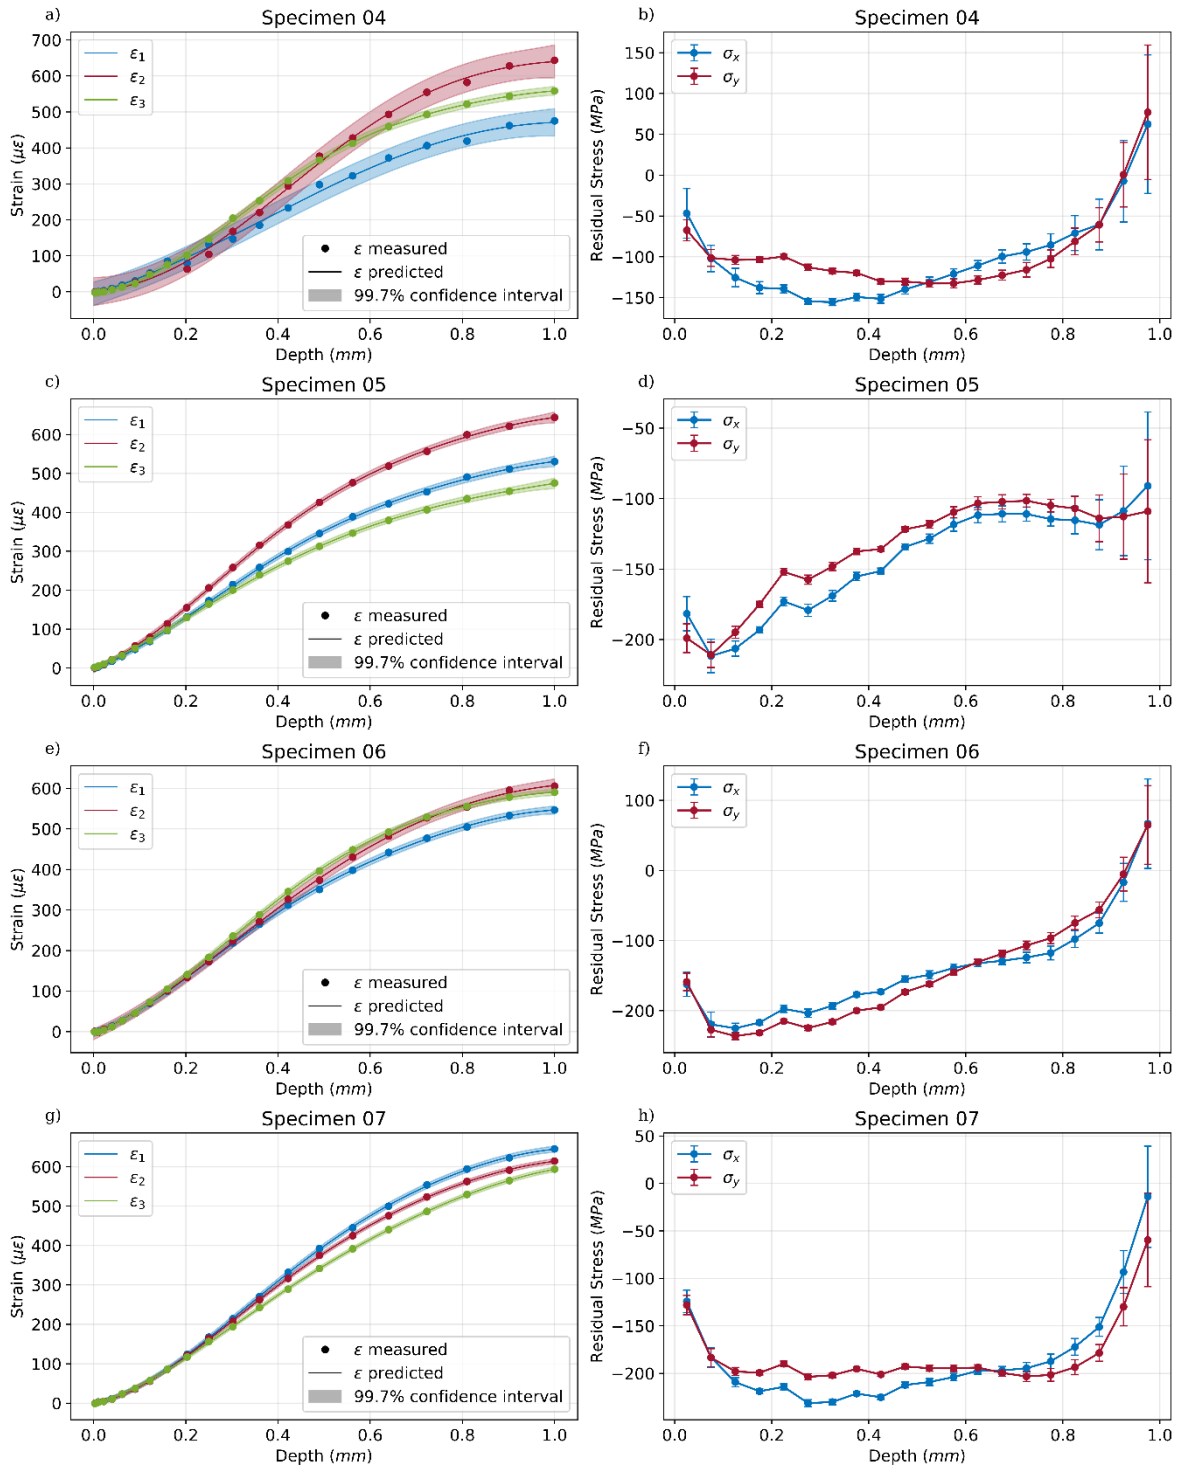 a)
Specimen 04
700
600
500
400
300
200
100
0
Strain (με)
ε1
ε2
ε3
ε measured
ε predicted
99.7% confidence interval
0.0 0.2 0.4 0.6 0.8 1.0
Depth (mm)
b)
Specimen 04
150
100
50
0
−50
−100
−150
Residual Stress (MPa)
σx
σy
0.0 0.2 0.4 0.6 0.8 1.0
Depth (mm)
c)
Specimen 05
600
500
400
300
200
100
0
Strain (με)
ε1
ε2
ε3
ε measured
ε predicted
99.7% confidence interval
0.0 0.2 0.4 0.6 0.8 1.0
Depth (mm)
d)
Specimen 05
−50
−100
−150
−200
Residual Stress (MPa)
σx
σy
0.0 0.2 0.4 0.6 0.8 1.0
Depth (mm)
e)
Specimen 06
600
500
400
300
200
100
0
Strain (με)
ε1
ε2
ε3
ε measured
ε predicted
99.7% confidence interval
0.0 0.2 0.4 0.6 0.8 1.0
Depth (mm)
f)
Specimen 06
100
0
−100
−200
Residual Stress (MPa)
σx
σy
0.0 0.2 0.4 0.6 0.8 1.0
Depth (mm)
g)
Specimen 07
600
500
400
300
200
100
0
Strain (με)
ε1
ε2
ε3
ε measured
ε predicted
99.7% confidence interval
0.0 0.2 0.4 0.6 0.8 1.0
Depth (mm)
h)
Specimen 07
50
0
−50
−100
−150
−200
Residual Stress (MPa)
σx
σy
0.0 0.2 0.4 0.6 0.8 1.0
Depth (mm)